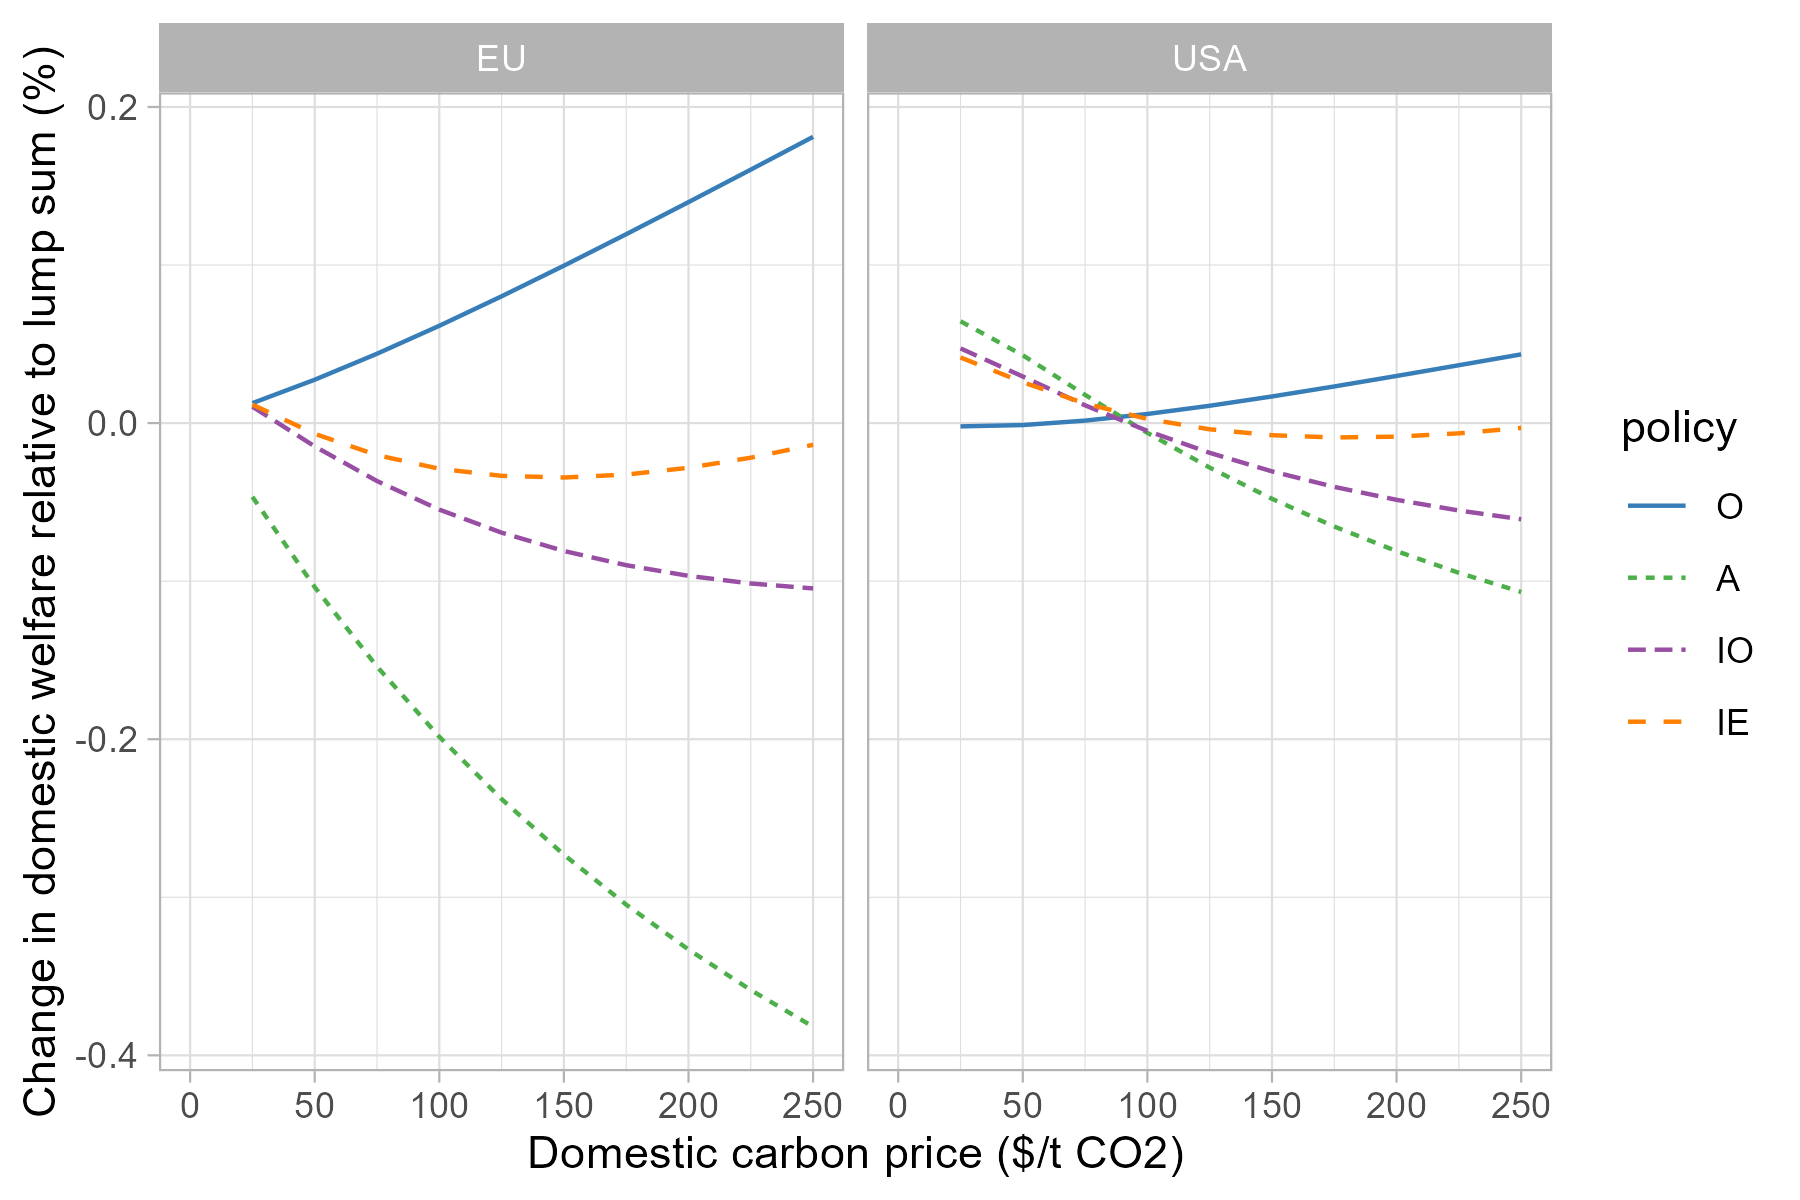 EU
USA
Change in domestic welfare relative to lump sum (%)
0.2
0.0
-0.2
-0.4
0 50 100 150 200 250
0 50 100 150 200 250
Domestic carbon price ($/t CO2)
policy
O
A
IO
IE